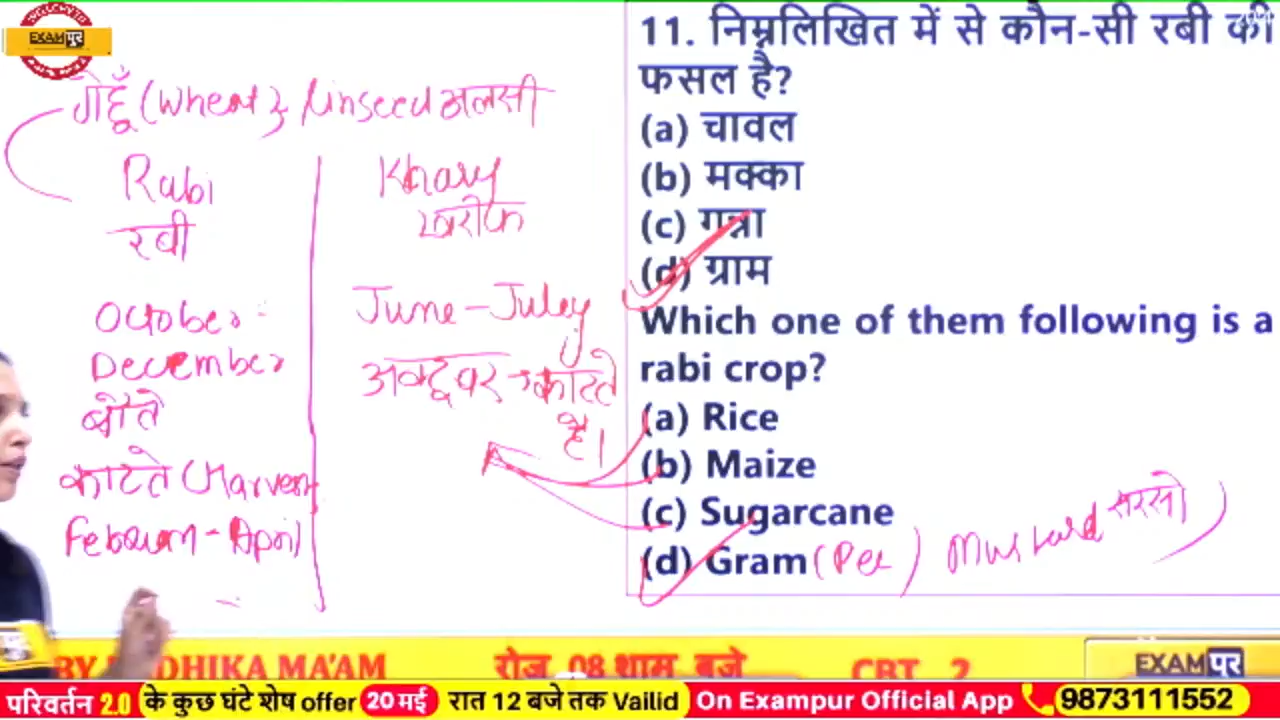 EXAMपुर
गेहूँ (Wheat) Linseed अलसी
Rabi
रबी
October -
December
बोते
काटते (Harvest
April
खरीफ
June - Juley
अक्टूबर → काटते
है।
11. निम्नलिखित में से कौन-सी रबी की
फसल है?
(a) चावल
(b) मक्का
(c) गन्ना
(d) ग्राम
Which one of them following is a
rabi crop?
(a) Rice
(b) Maize
(c) Sugarcane
(d) Gram (Pea) Mustard सरसो)
MA'AM
रोज 08 शाम बजे
CBT 2
EXAMपुर
परिवर्तन 2.0 के कुछ घंटे शेष offer 20 मई रात 12 बजे तक Vailid On Exampur Official App 9873111552